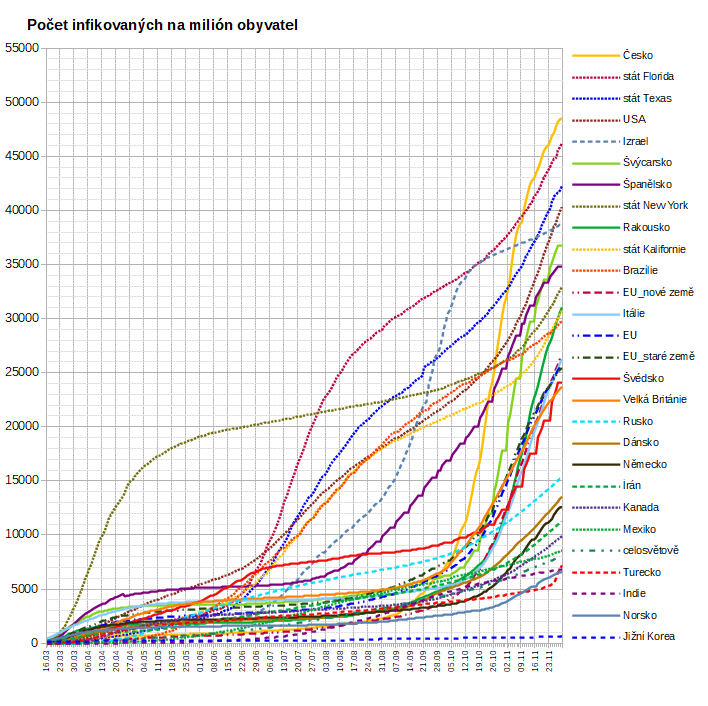 Počet infikovaných na milión obyvatel
55000
50000
45000
40000
35000
30000
25000
20000
15000
10000
5000
0
16.03
23.03
30.03
06.04
13.04
20.04
27.04
04.05
11.05
18.05
25.05
01.06
08.06
15.06
22.06
29.06
06.07
13.07
20.07
27.07
03.08
10.08
17.08
24.08
31.08
07.09
14.09
21.09
28.09
05.10
12.10
19.10
26.10
02.11
09.11
16.11
23.11
Česko
stát Florida
stát Texas
USA
Izrael
Švýcarsko
Španělsko
stát New York
Rakousko
stát Kalifornie
Brazílie
EU_nové země
Itálie
EU
EU_staré země
Švédsko
Velká Británie
Rusko
Dánsko
Německo
Írán
Kanada
Mexiko
celosvětově
Turecko
Indie
Norsko
Jižní Korea